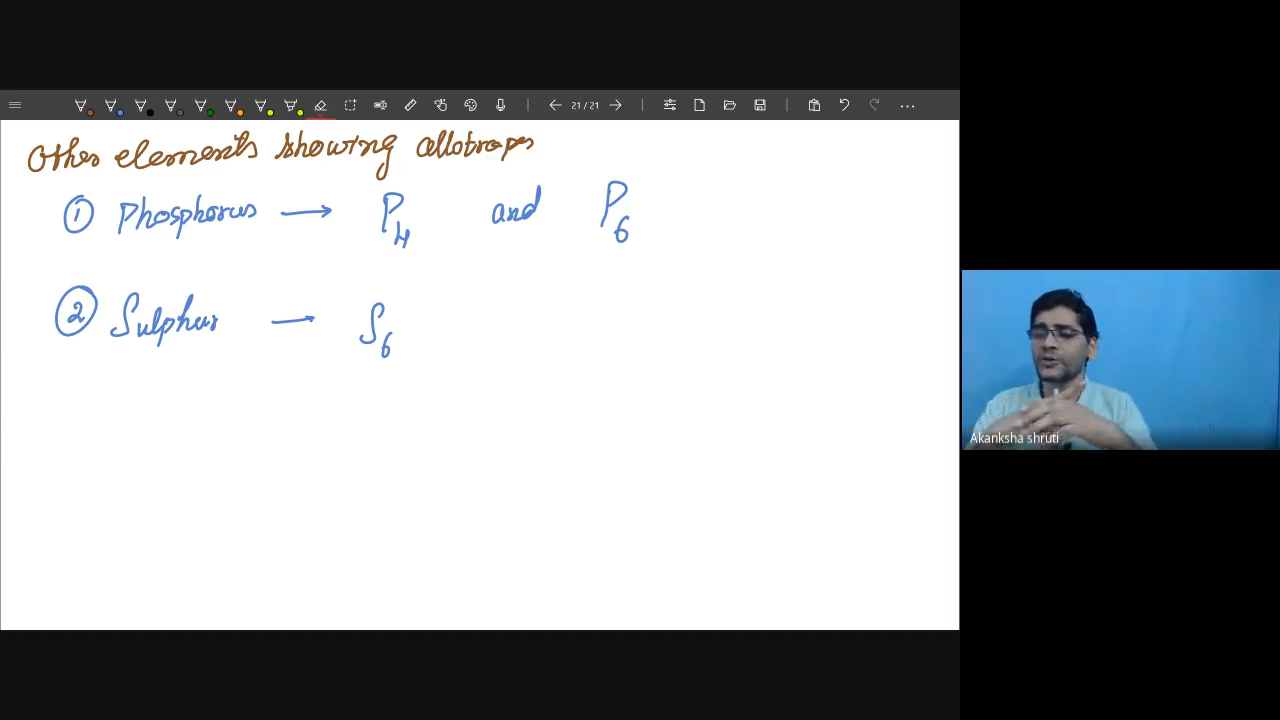 21 / 21
Other elements showing allotropes
① Phosphorus → P₄ and P₆
② Sulphur → S₆
Akanksha shruti